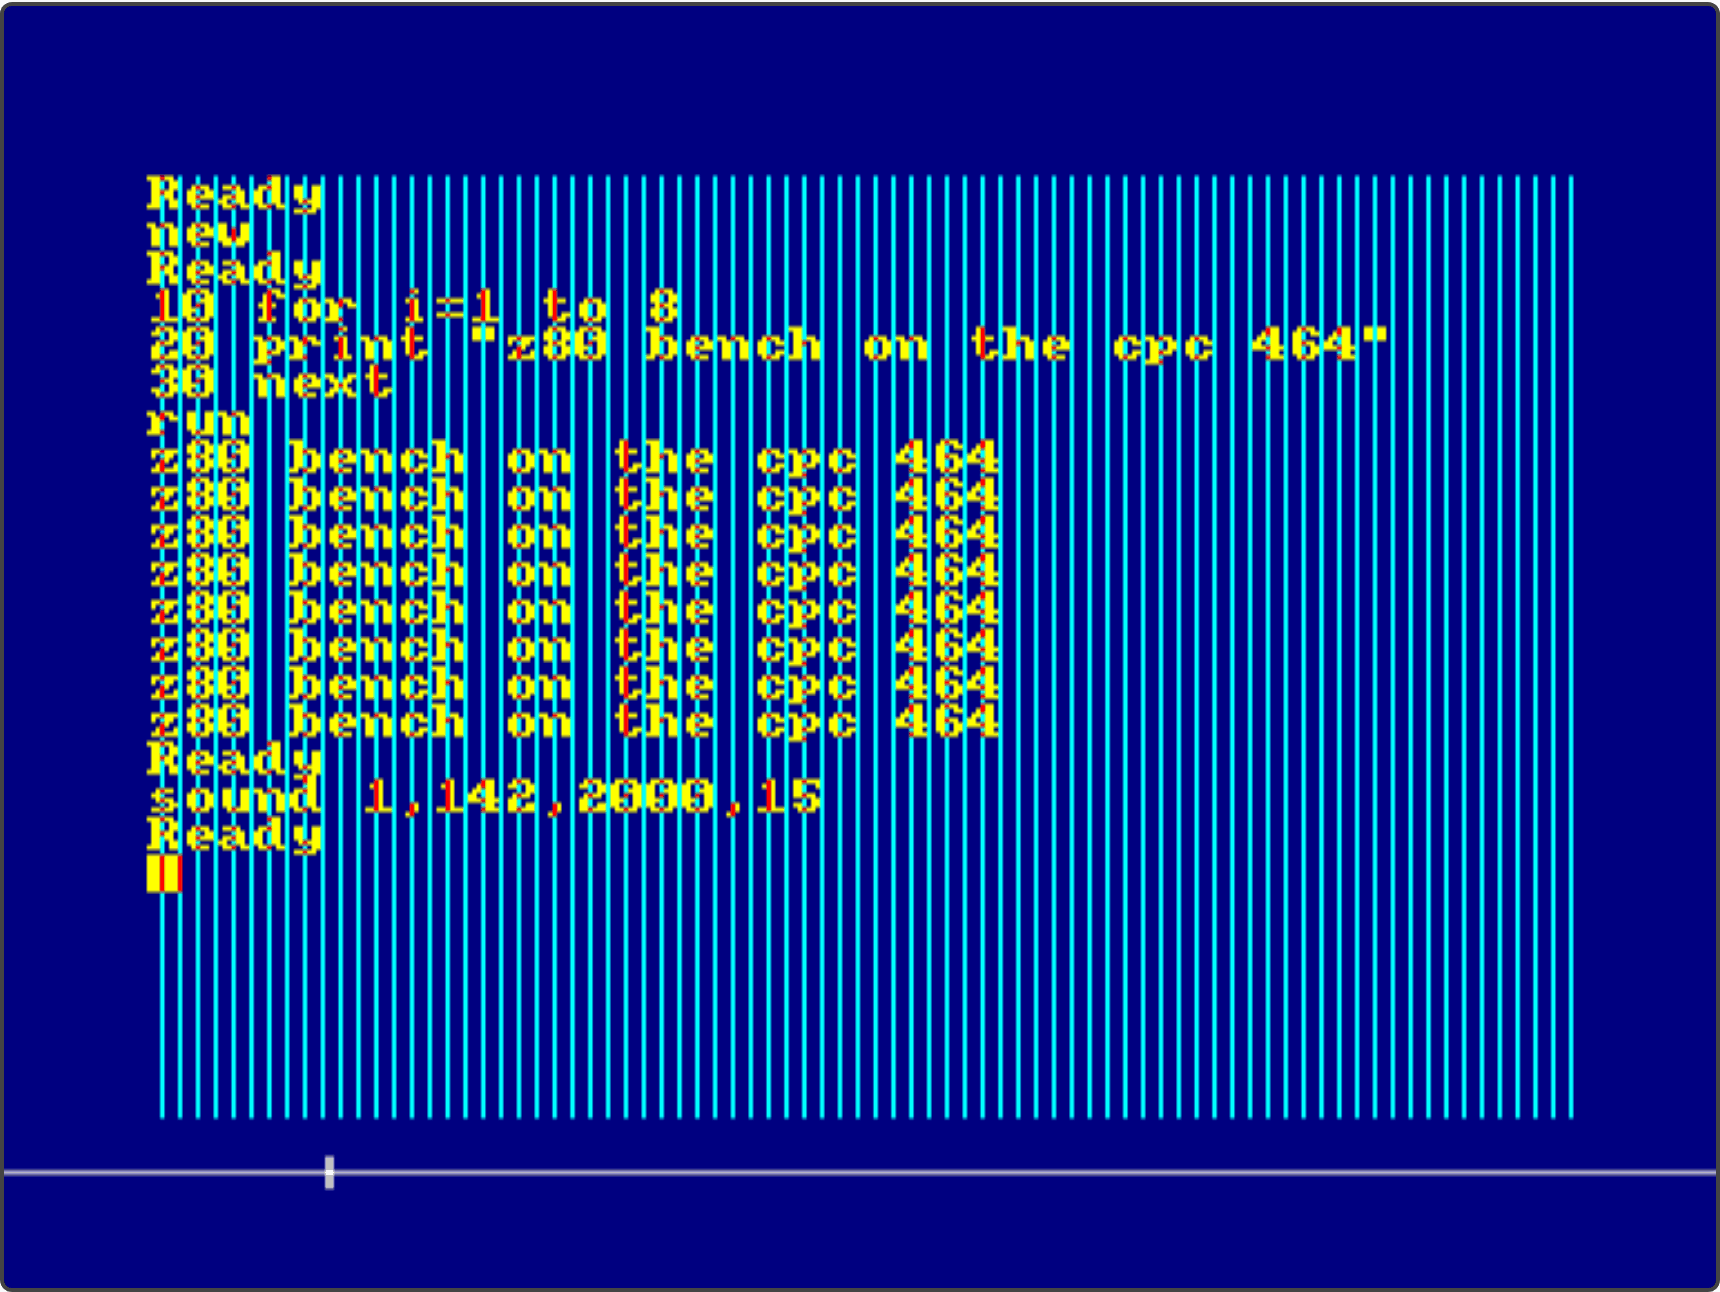 Ready
new
Ready
10 for i=1 to 8
20 print "z80 bench on the cpc 464"
30 next
run
z80 bench on the cpc 464
z80 bench on the cpc 464
z80 bench on the cpc 464
z80 bench on the cpc 464
z80 bench on the cpc 464
z80 bench on the cpc 464
z80 bench on the cpc 464
z80 bench on the cpc 464
Ready
sound 1,142,2000,15
Ready